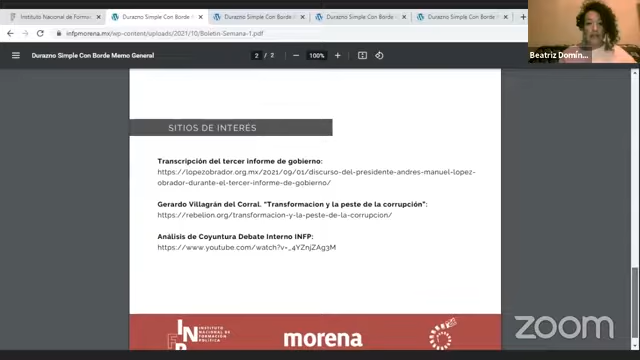 Instituto Nacional de Forma
Durazno Simple Con Borde
Durazno Simple Con Borde M
Durazno Simple Con Borde M
Durazno Simple Con Borde M
infpmorena.mx/wp-content/uploads/2021/10/Boletin-Semana-1.pdf
Durazno Simple Con Borde Memo General
2 / 3
100%
Beatriz Domín...
SITIOS DE INTERÉS
Transcripción del tercer informe de gobierno:
https://lopezobrador.org.mx/2021/09/01/discurso-del-presidente-andres-manuel-lopez-
obrador-durante-el-tercer-informe-de-gobierno/
Gerardo Villagrán del Corral. "Transformacion y la peste de la corrupción":
https://rebelion.org/transformacion-y-la-peste-de-la-corrupcion/
Análisis de Coyuntura Debate Interno INFP:
https://www.youtube.com/watch?v=_4YZnjZAg3M
IN
INSTITUTO
NACIONAL DE
FORMACIÓN
POLÍTICA
morena
zoom